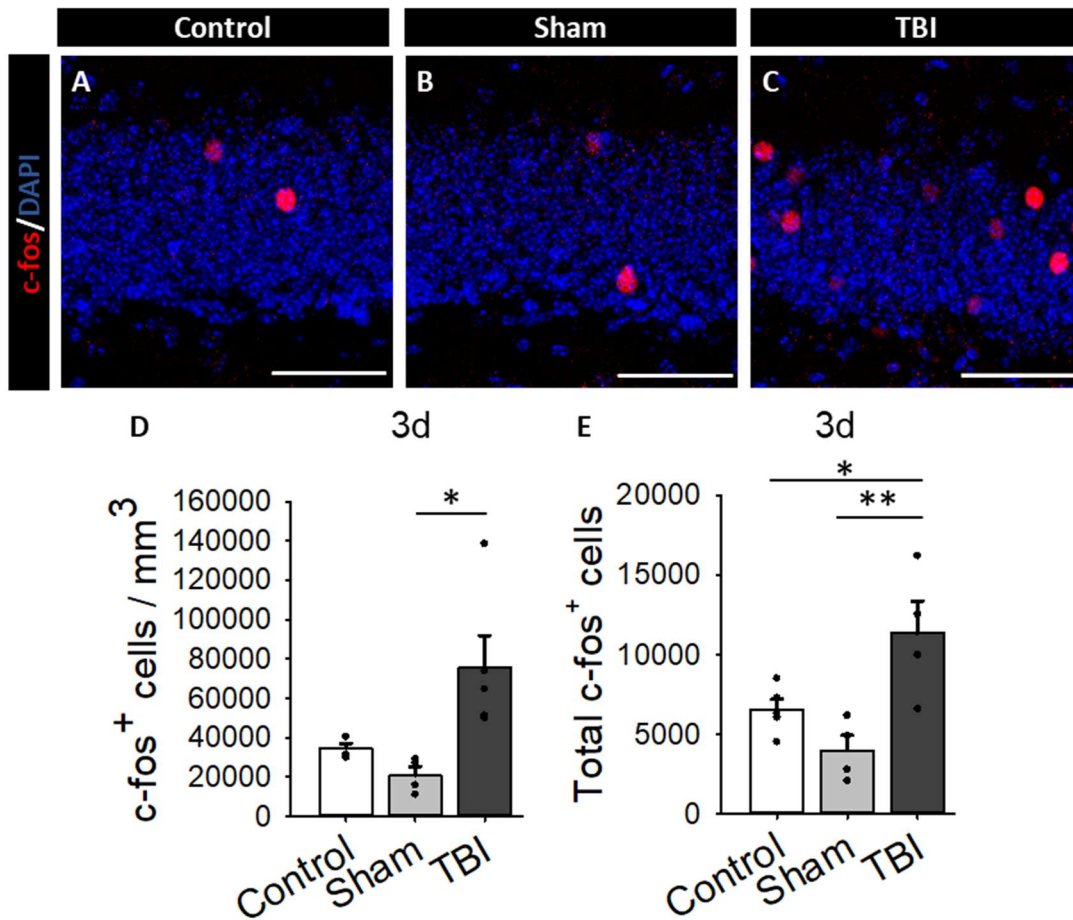 Control
Sham
TBI
c-fos/DAPI
A
B
C
D
3d
E
3d
c-fos⁺ cells / mm³
160000
140000
120000
100000
80000
60000
40000
20000
0
*
Control
Sham
TBI
Total c-fos⁺ cells
20000
15000
10000
5000
0
*
**
Control
Sham
TBI